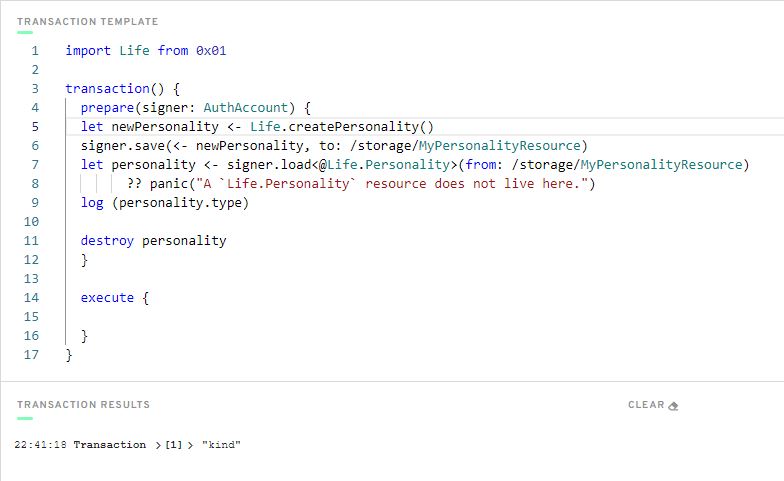 TRANSACTION TEMPLATE
1 import Life from 0x01
2
3 transaction() {
4 prepare(signer: AuthAccount) {
5 let newPersonality <- Life.createPersonality()
6 signer.save(<- newPersonality, to: /storage/MyPersonalityResource)
7 let personality <- signer.load<@Life.Personality>(from: /storage/MyPersonalityResource)
8 ?? panic("A `Life.Personality` resource does not live here.")
9 log (personality.type)
10
11 destroy personality
12 }
13
14 execute {
15
16 }
17 }
TRANSACTION RESULTS CLEAR
22:41:18 Transaction > [1] > "kind"